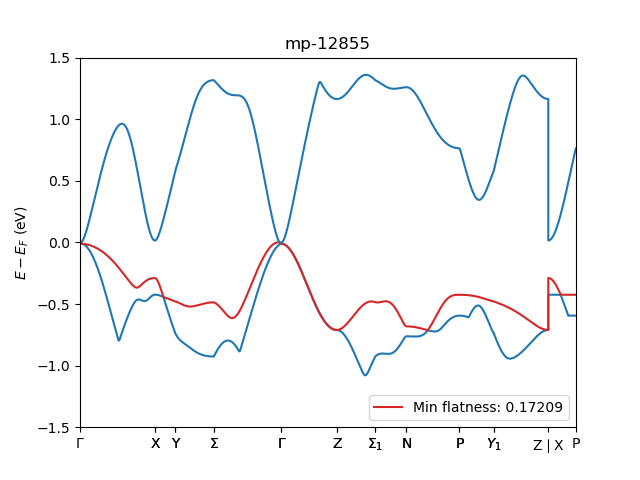 mp-12855
E − E_F (eV)
1.5
1.0
0.5
0.0
−0.5
−1.0
−1.5
Min flatness: 0.17209
Γ X Y Σ Γ Z Σ₁ N P Y₁ Z | X P